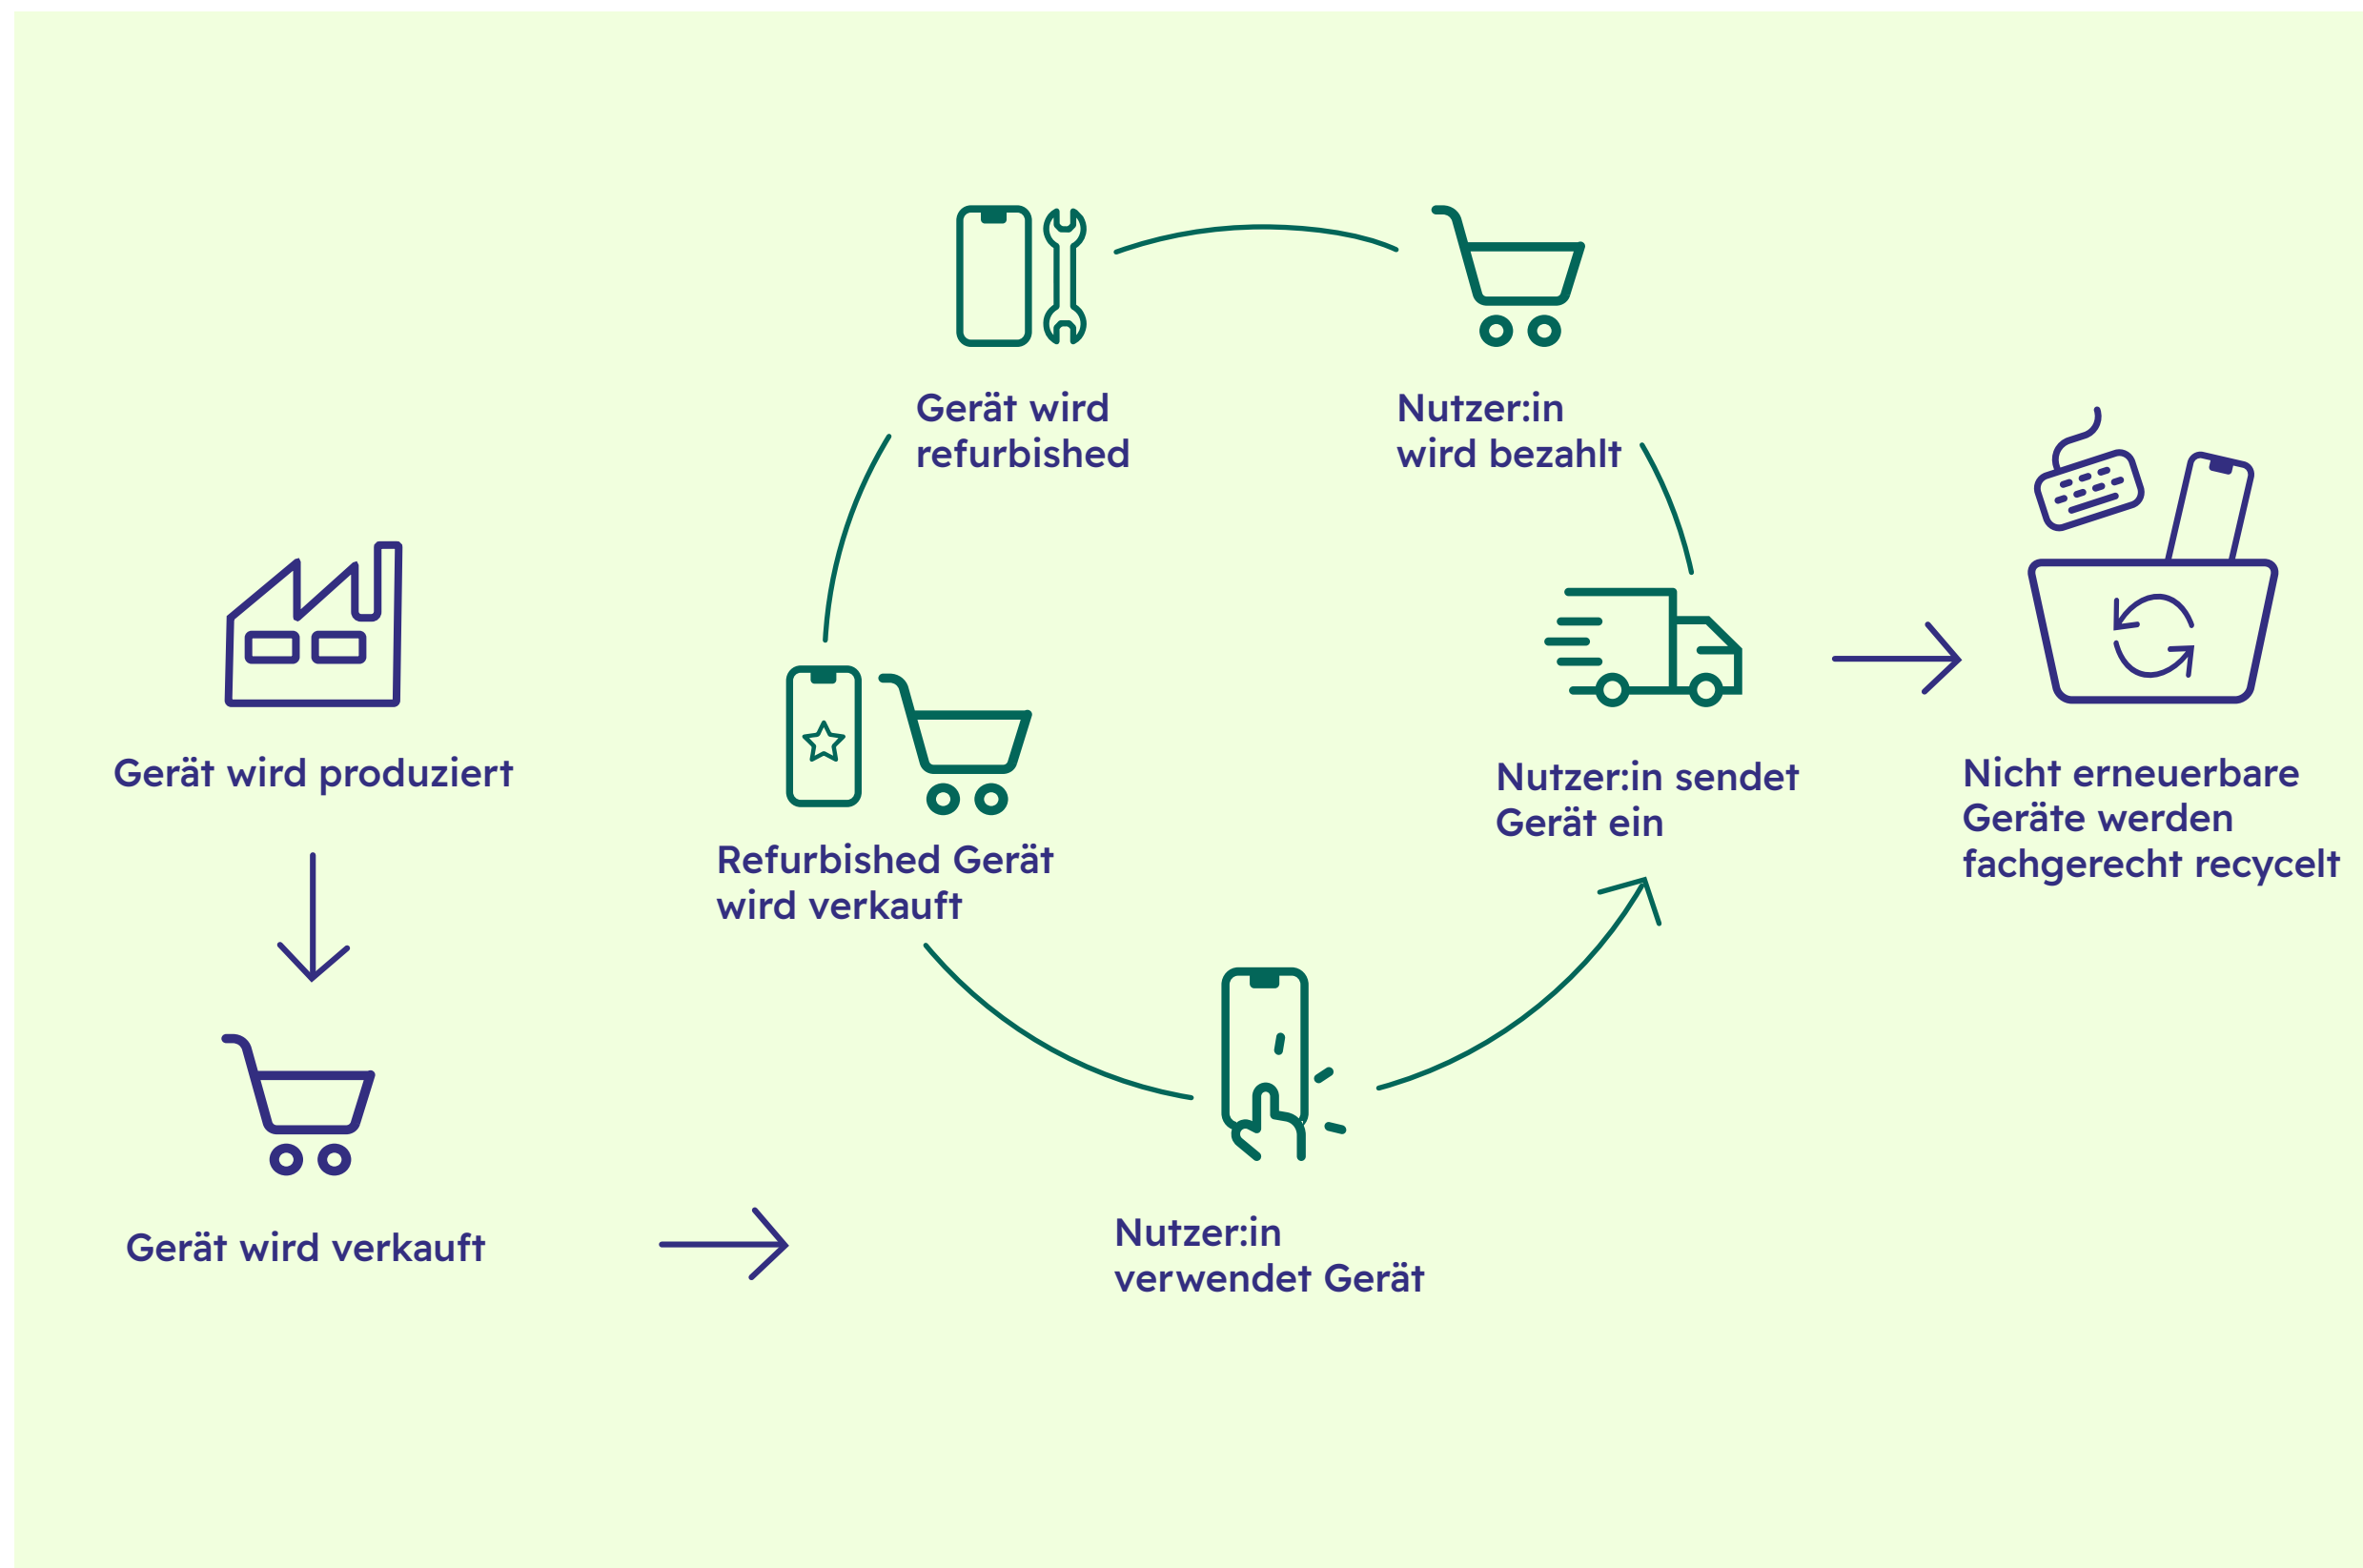 Gerät wird
refurbished
Nutzer:in
wird bezahlt
Gerät wird produziert
Refurbished Gerät
wird verkauft
Nutzer:in sendet
Gerät ein
Nicht erneuerbare
Geräte werden
fachgerecht recycelt
Gerät wird verkauft
Nutzer:in
verwendet Gerät